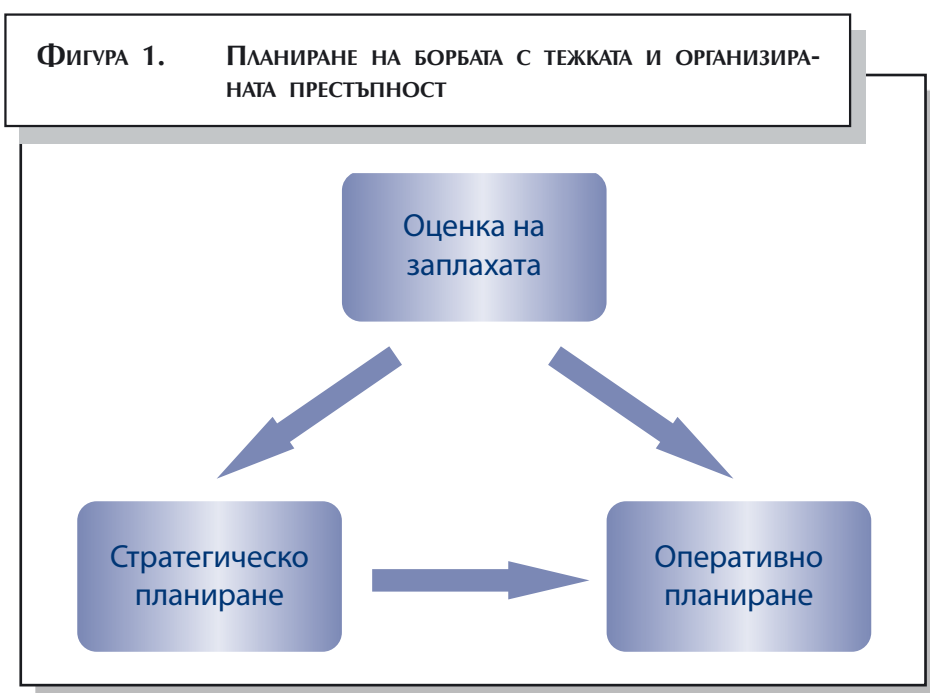 Фигура 1. Планиране на борбата с тежката и организира-
ната престъпност
Оценка на
заплахата
Стратегическо
планиране
Оперативно
планиране